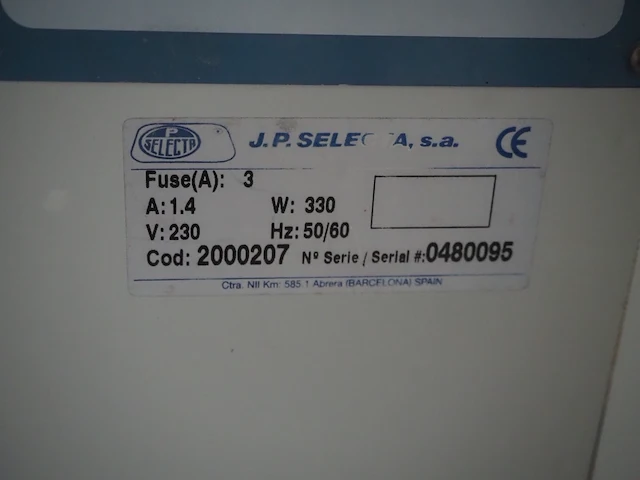 P
SELECTA
J.P. SELECTA, s.a. CE
Fuse(A): 3
A: 1.4 W: 330
V: 230 Hz: 50/60
Cod: 2000207 Nº Serie / Serial #: 0480095
Ctra. NII Km: 585.1 Abrera (BARCELONA) SPAIN